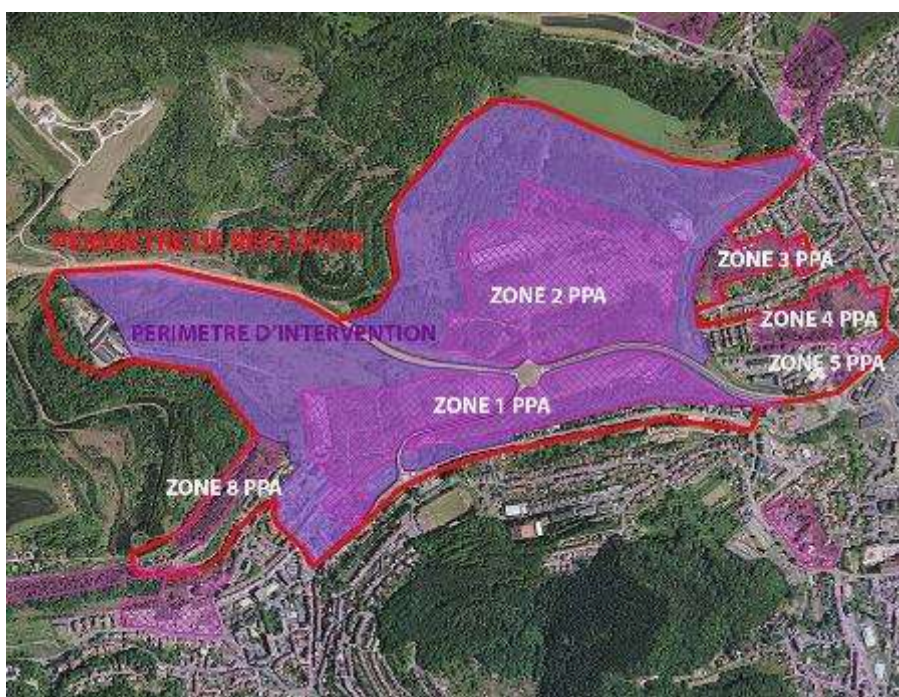 PERIMETRE DE REFLEXION
ZONE 3 PPA
ZONE 2 PPA
ZONE 4 PPA
PERIMETRE D'INTERVENTION
ZONE 5 PPA
ZONE 1 PPA
ZONE 8 PPA